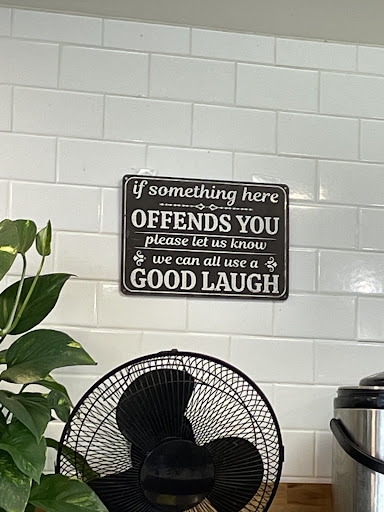 if something here
OFFENDS YOU
please let us know
we can all use a
GOOD LAUGH